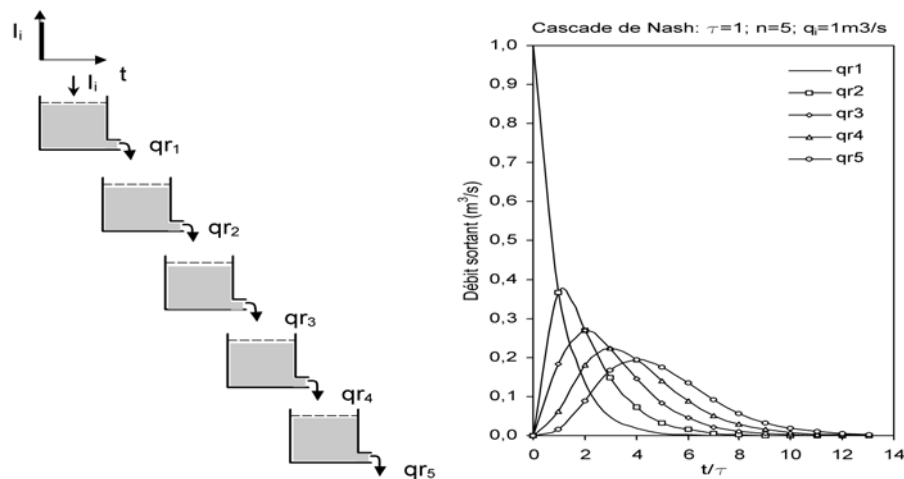 I_i
t
I_i
qr₁
qr₂
qr₃
qr₄
qr₅
Cascade de Nash: τ=1; n=5; qᵢ=1m3/s
qr1
qr2
qr3
qr4
qr5
Débit sortant (m³/s)
1,0
0,9
0,8
0,7
0,6
0,5
0,4
0,3
0,2
0,1
0,0
0 2 4 6 8 10 12 14
t/τ